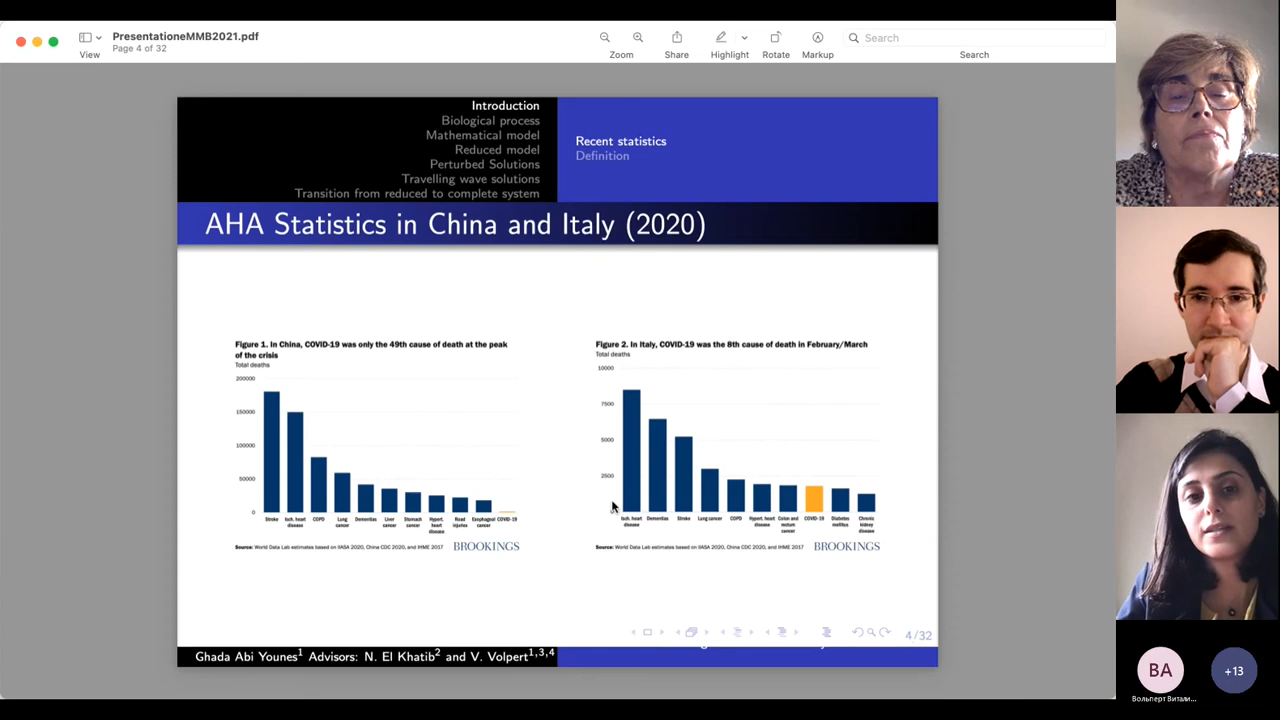 PresentationeMMB2021.pdf
Page 4 of 32
View
Zoom
Share
Highlight
Rotate
Markup
Search
Search
Introduction
Biological process
Mathematical model
Reduced model
Perturbed Solutions
Travelling wave solutions
Transition from reduced to complete system
Recent statistics
Definition
AHA Statistics in China and Italy (2020)
Figure 1. In China, COVID-19 was only the 49th cause of death at the peak
of the crisis
Total deaths
200000
150000
100000
50000
0
Stroke
Isch. heart
disease
COPD
Lung
cancer
Dementias
Liver
cancer
Stomach
cancer
Hypert.
heart
disease
Road
injuries
Esophageal
cancer
COVID-19
Source: World Data Lab estimates based on IIASA 2020, China CDC 2020, and IHME 2017
BROOKINGS
Figure 2. In Italy, COVID-19 was the 8th cause of death in February/March
Total deaths
10000
7500
5000
2500
Isch. heart
disease
Dementias
Stroke
Lung cancer
COPD
Hypert. heart
disease
Colon and
rectum
cancer
COVID-19
Diabetes
mellitus
Chronic
kidney
disease
Source: World Data Lab estimates based on IIASA 2020, China CDC 2020, and IHME 2017
BROOKINGS
4/32
Ghada Abi Younes1 Advisors: N. El Khatib2 and V. Volpert1,3,4
BA
Вольперт Витали...
+13